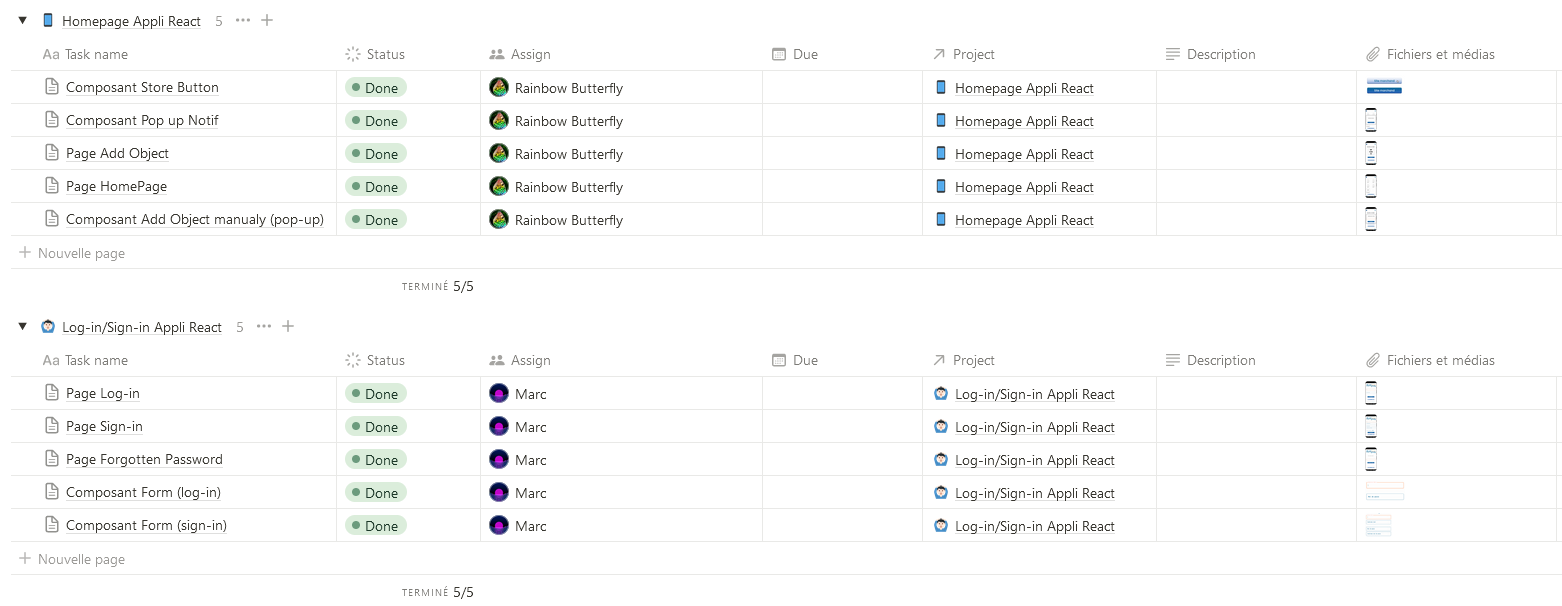 Homepage Appli React 5
Aa Task name Status Assign Due Project Description Fichiers et médias
Composant Store Button Done Rainbow Butterfly Homepage Appli React
Composant Pop up Notif Done Rainbow Butterfly Homepage Appli React
Page Add Object Done Rainbow Butterfly Homepage Appli React
Page HomePage Done Rainbow Butterfly Homepage Appli React
Composant Add Object manualy (pop-up) Done Rainbow Butterfly Homepage Appli React
Nouvelle page
TERMINÉ 5/5
Log-in/Sign-in Appli React 5
Aa Task name Status Assign Due Project Description Fichiers et médias
Page Log-in Done Marc Log-in/Sign-in Appli React
Page Sign-in Done Marc Log-in/Sign-in Appli React
Page Forgotten Password Done Marc Log-in/Sign-in Appli React
Composant Form (log-in) Done Marc Log-in/Sign-in Appli React
Composant Form (sign-in) Done Marc Log-in/Sign-in Appli React
Nouvelle page
TERMINÉ 5/5